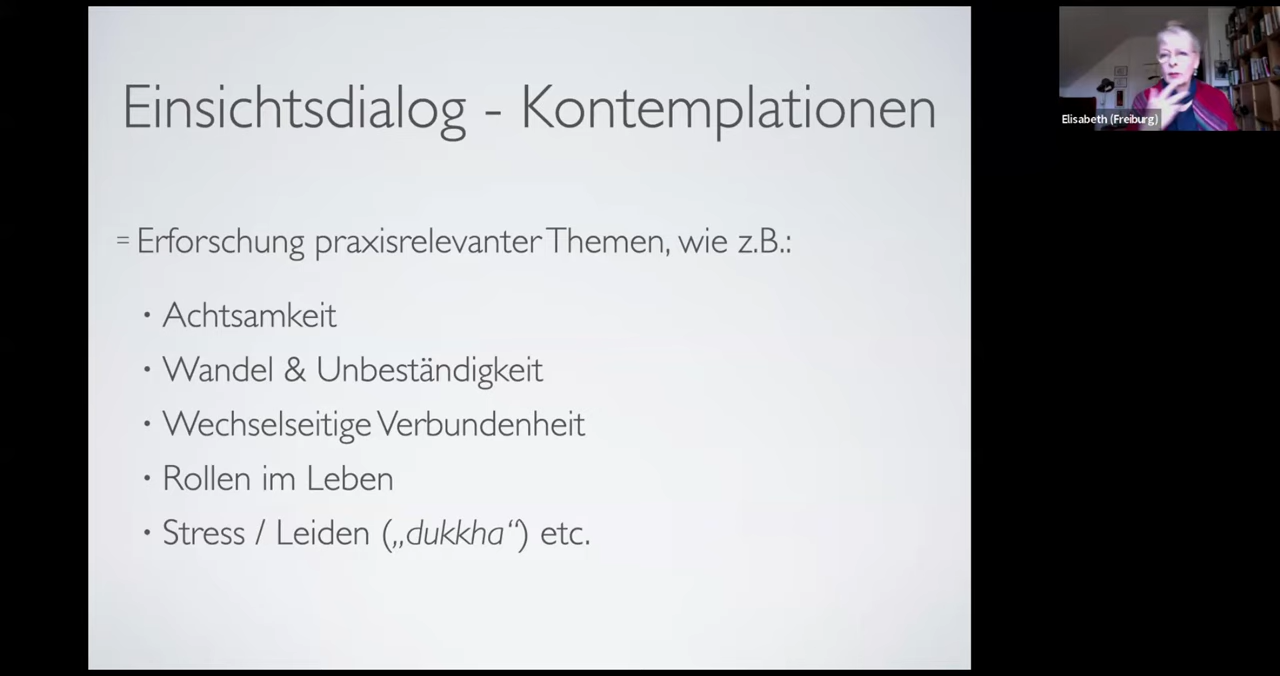 Einsichtsdialog - Kontemplationen
= Erforschung praxisrelevanter Themen, wie z.B.:
• Achtsamkeit
• Wandel & Unbeständigkeit
• Wechselseitige Verbundenheit
• Rollen im Leben
• Stress / Leiden („dukkha“) etc.
Elisabeth (Freiburg)